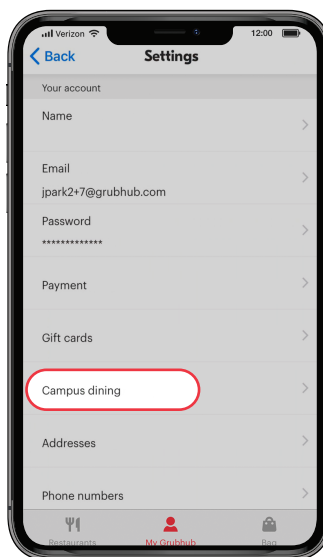 Verizon 12:00
Back Settings
Your account
Name
Email
jpark2+7@grubhub.com
Password
*************
Payment
Gift cards
Campus dining
Addresses
Phone numbers
Restaurants My Grubhub Bag